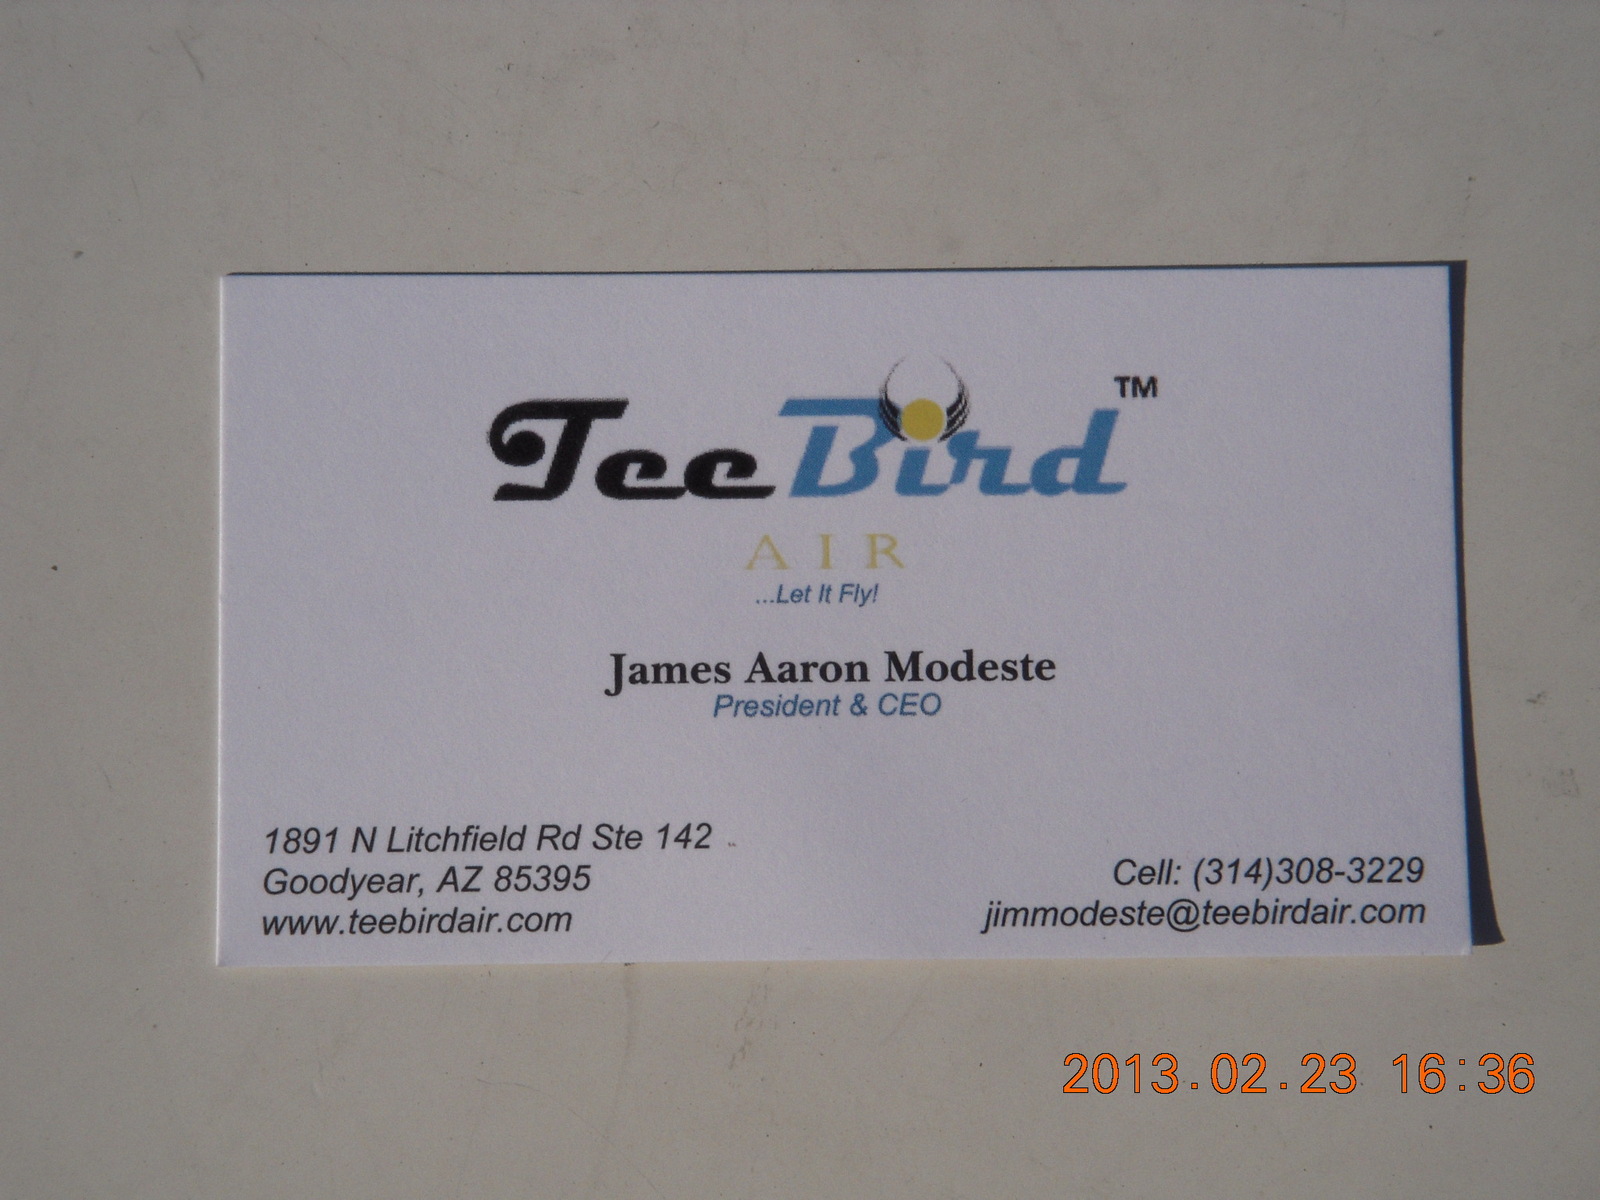 TeeBird™
AIR
...Let It Fly!
James Aaron Modeste
President & CEO
1891 N Litchfield Rd Ste 142
Goodyear, AZ 85395
www.teebirdair.com
Cell: (314)308-3229
jimmodeste@teebirdair.com
2013.02.23 16:36